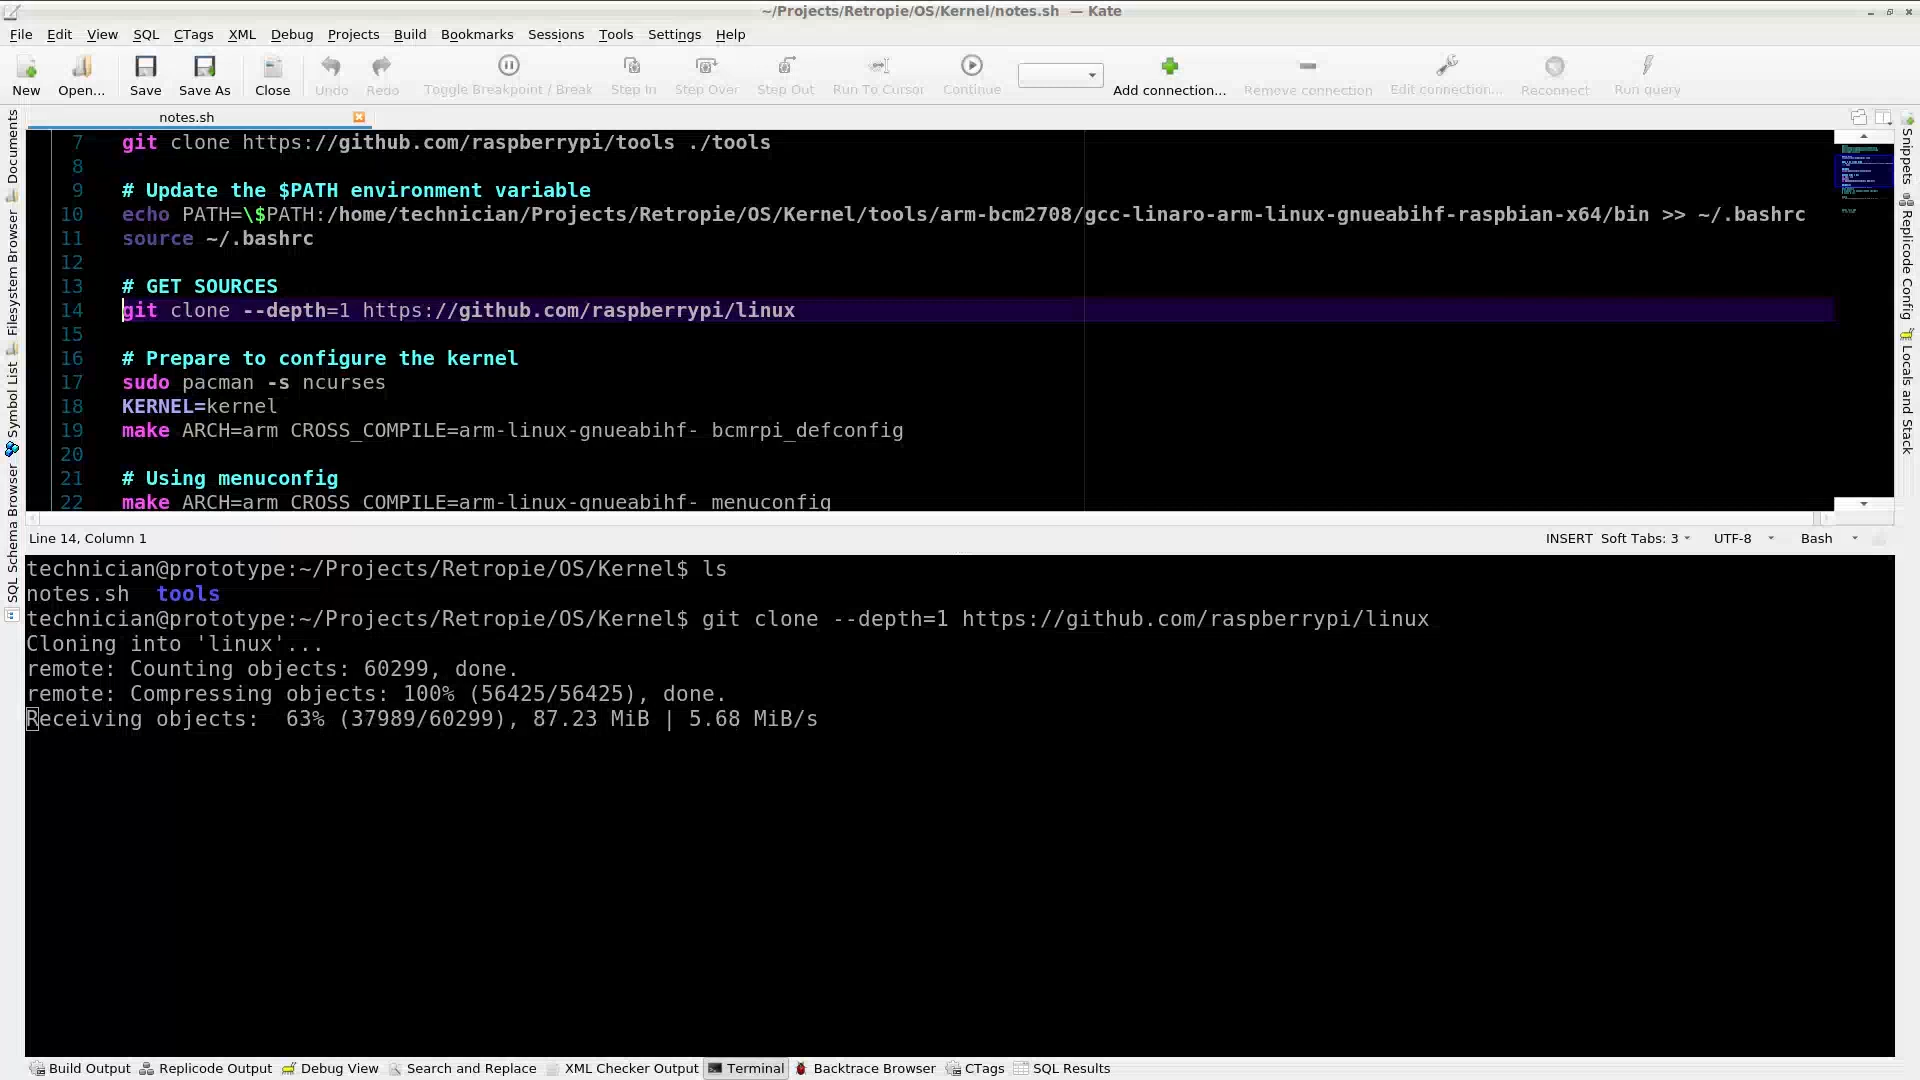 ~/Projects/Retropie/OS/Kernel/notes.sh — Kate
File Edit View SQL CTags XML Debug Projects Build Bookmarks Sessions Tools Settings Help
New Open... Save Save As Close Undo Redo Toggle Breakpoint / Break Step In Step Over Step Out Run To Cursor Continue Add connection... Remove connection Edit connection... Reconnect Run query
notes.sh
7 git clone https://github.com/raspberrypi/tools ./tools
8
9 # Update the $PATH environment variable
10 echo PATH=\$PATH:/home/technician/Projects/Retropie/OS/Kernel/tools/arm-bcm2708/gcc-linaro-arm-linux-gnueabihf-raspbian-x64/bin >> ~/.bashrc
11 source ~/.bashrc
12
13 # GET SOURCES
14 git clone --depth=1 https://github.com/raspberrypi/linux
15
16 # Prepare to configure the kernel
17 sudo pacman -s ncurses
18 KERNEL=kernel
19 make ARCH=arm CROSS_COMPILE=arm-linux-gnueabihf- bcmrpi_defconfig
20
21 # Using menuconfig
22 make ARCH=arm CROSS_COMPILE=arm-linux-gnueabihf- menuconfig
Documents
Filesystem Browser
Symbol List
SQL Schema Browser
Snippets
Replicode Config
Locals and Stack
Line 14, Column 1 INSERT Soft Tabs: 3 UTF-8 Bash
technician@prototype:~/Projects/Retropie/OS/Kernel$ ls
notes.sh tools
technician@prototype:~/Projects/Retropie/OS/Kernel$ git clone --depth=1 https://github.com/raspberrypi/linux
Cloning into 'linux'...
remote: Counting objects: 60299, done.
remote: Compressing objects: 100% (56425/56425), done.
Receiving objects: 63% (37989/60299), 87.23 MiB | 5.68 MiB/s
Build Output Replicode Output Debug View Search and Replace XML Checker Output Terminal Backtrace Browser CTags SQL Results